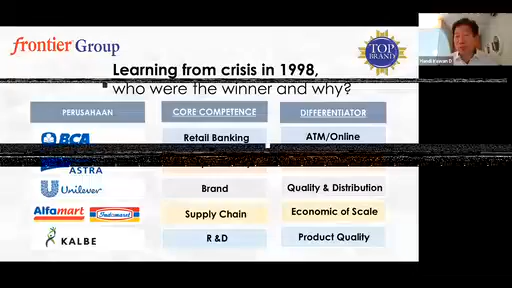 frontier Group
TOP
BRAND
Handi Irawan D
Learning from crisis in 1998,
who were the winner and why?
PERUSAHAAN CORE COMPETENCE DIFFERENTIATOR
BCA Retail Banking ATM/Online
ASTRA
Unilever Brand Quality & Distribution
Alfamart Indomaret Supply Chain Economic of Scale
KALBE R &D Product Quality